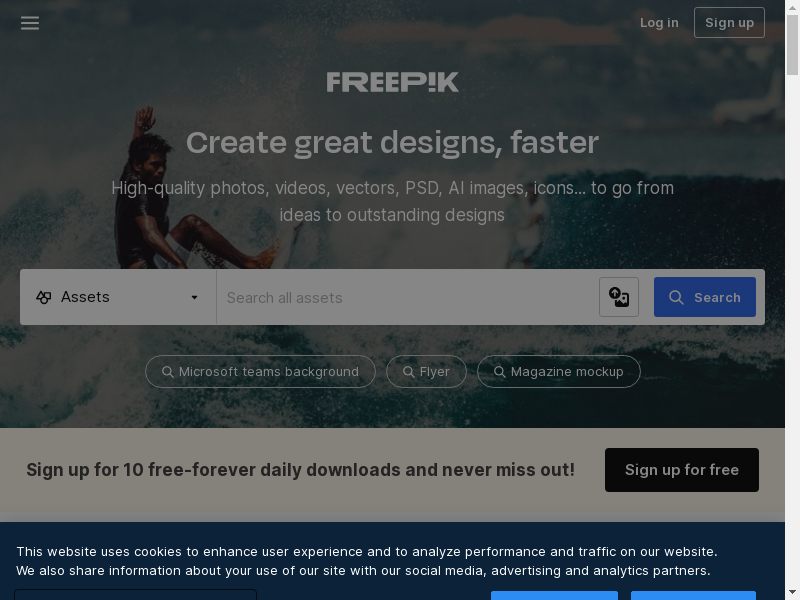 Log in
Sign up
FREEPIK
Create great designs, faster
High-quality photos, videos, vectors, PSD, AI images, icons... to go from
ideas to outstanding designs
Assets
Search all assets
Search
Microsoft teams background
Flyer
Magazine mockup
Sign up for 10 free-forever daily downloads and never miss out!
Sign up for free
This website uses cookies to enhance user experience and to analyze performance and traffic on our website.
We also share information about your use of our site with our social media, advertising and analytics partners.